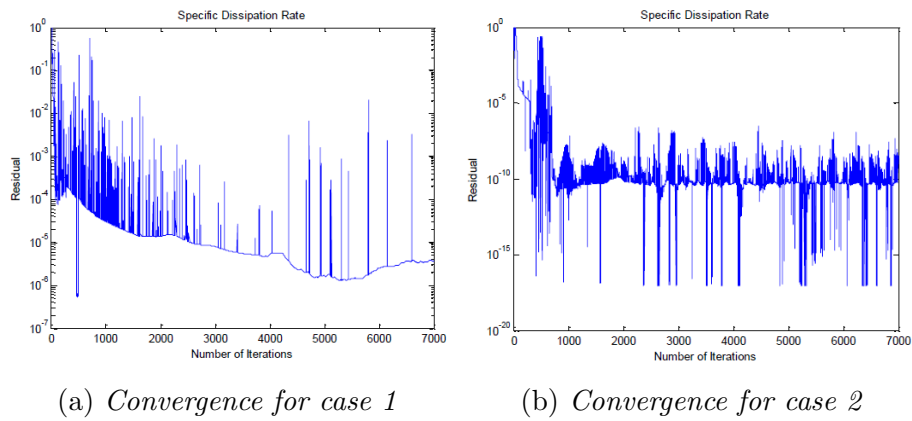 Specific Dissipation Rate
10^0
10^-1
10^-2
10^-3
10^-4
10^-5
10^-6
10^-7
Residual
0 1000 2000 3000 4000 5000 6000 7000
Number of Iterations
(a) Convergence for case 1
Specific Dissipation Rate
10^0
10^-5
10^-10
10^-15
10^-20
Residual
0 1000 2000 3000 4000 5000 6000 7000
Number of Iterations
(b) Convergence for case 2